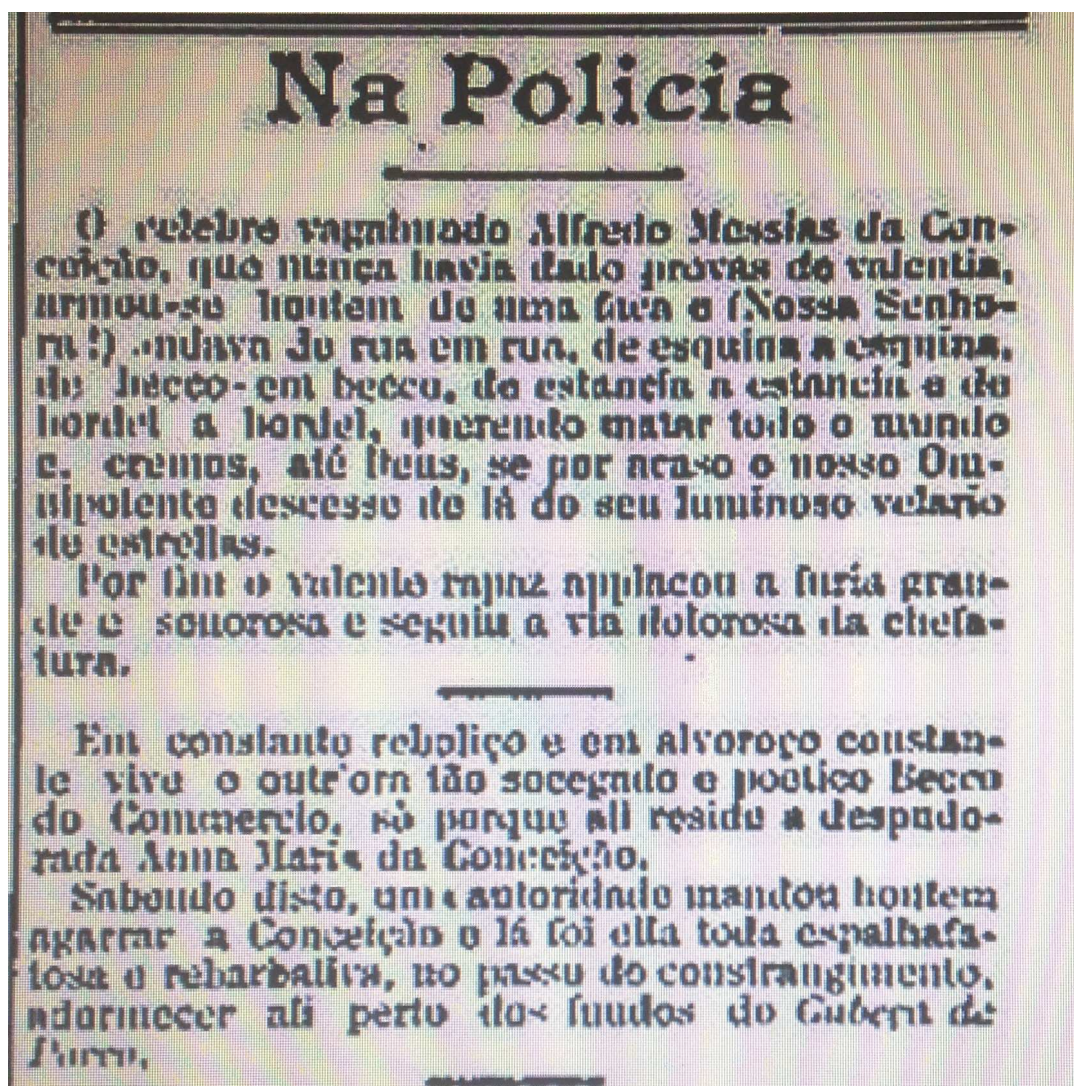 Na Policia
O celebre vagabundo Alfredo Messias da Con-
ceição, que nunca havia dado provas de valentia,
armou-se hontem de uma faca e (Nossa Senho-
ra!) andava de rua em rua, de esquina a esquina,
de becco em becco, de estancia a estancia e de
bordel a bordel, querendo matar todo o mundo
e, cremos, até Deus, se por acaso o nosso Om-
nipotente descesse de lá do seu luminoso velario
de estrellas.
Por fim o valente rapaz applacou a furia gran-
de e sonorosa e seguiu a via dolorosa da chefa-
tura.
Em constante reboliço e em alvoroço constan-
te vive o outr'ora tão socegado e poetico Becco
do Commercio, só porque ali reside a despudo-
rada Anna Maria da Conceição.
Sabendo disto, uma autoridade mandou hontem
agarrar a Conceição e lá foi ella toda espalhafa-
tosa e rebarbativa, no passo do constrangimento,
adormecer ali perto dos fundos do de